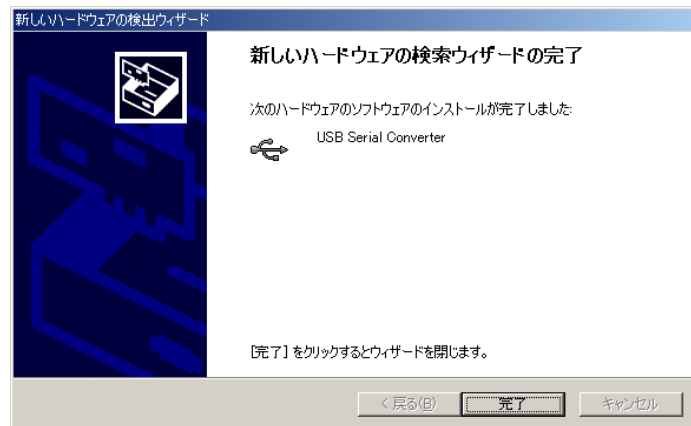 新しいハードウェアの検出ウィザード
新しいハードウェアの検索ウィザードの完了
次のハードウェアのソフトウェアのインストールが完了しました:
USB Serial Converter
[完了] をクリックするとウィザードを閉じます。
< 戻る(B)
完了
キャンセル